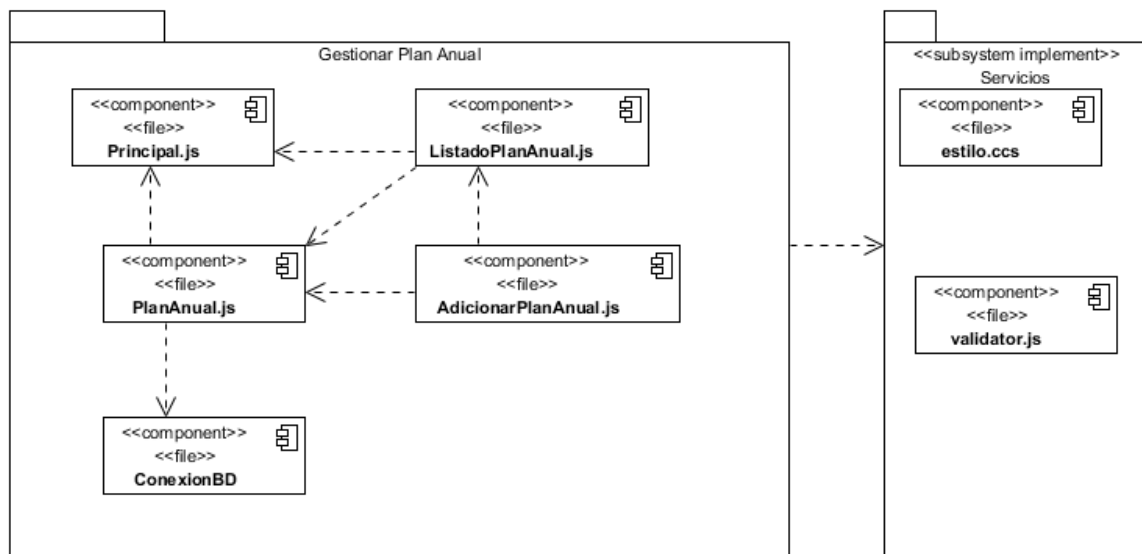 Gestionar Plan Anual
<<component>>
<<file>>
Principal.js
<<component>>
<<file>>
ListadoPlanAnual.js
<<component>>
<<file>>
PlanAnual.js
<<component>>
<<file>>
AdicionarPlanAnual.js
<<component>>
<<file>>
ConexionBD
<<subsystem implement>>
Servicios
<<component>>
<<file>>
estilo.ccs
<<component>>
<<file>>
validator.js